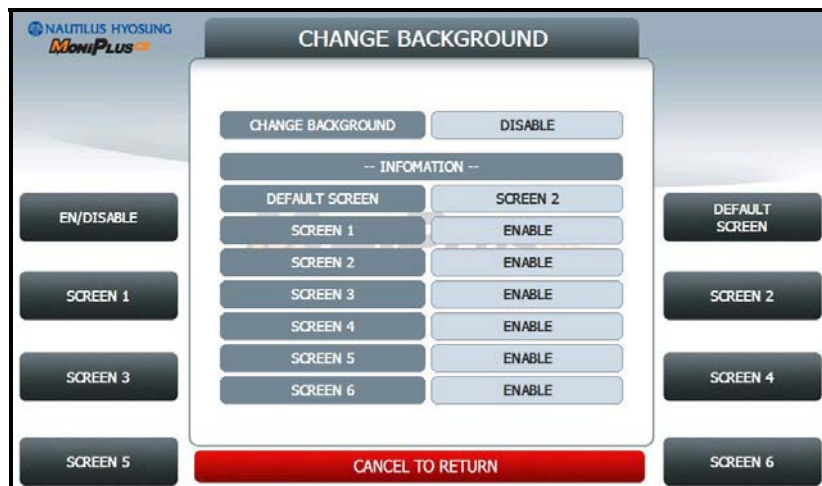 NAUTILUS HYOSUNG
MONIPLUS CE
CHANGE BACKGROUND
CHANGE BACKGROUND DISABLE
-- INFOMATION --
DEFAULT SCREEN SCREEN 2
SCREEN 1 ENABLE
SCREEN 2 ENABLE
SCREEN 3 ENABLE
SCREEN 4 ENABLE
SCREEN 5 ENABLE
SCREEN 6 ENABLE
EN/DISABLE
SCREEN 1
SCREEN 3
SCREEN 5
DEFAULT
SCREEN
SCREEN 2
SCREEN 4
SCREEN 6
CANCEL TO RETURN